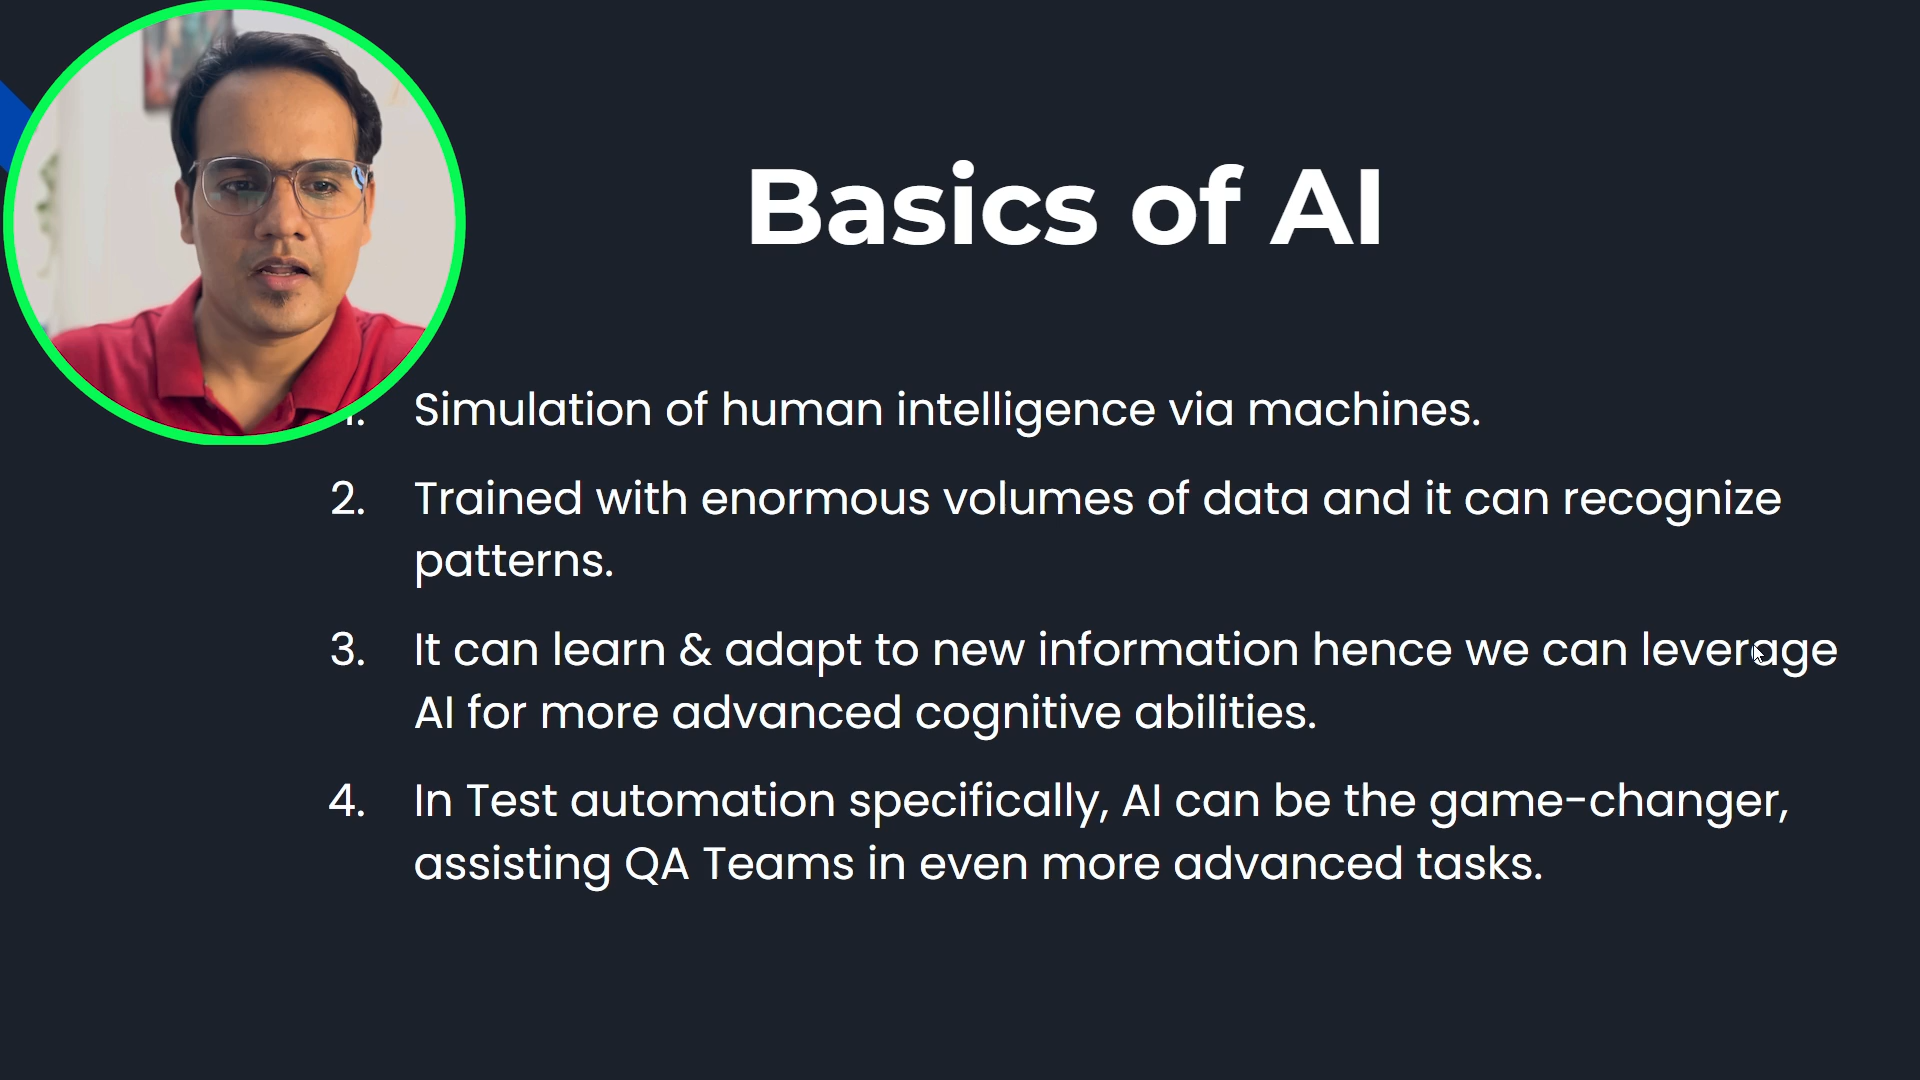 Basics of AI
1. Simulation of human intelligence via machines.
2. Trained with enormous volumes of data and it can recognize
patterns.
3. It can learn & adapt to new information hence we can leverage
AI for more advanced cognitive abilities.
4. In Test automation specifically, AI can be the game-changer,
assisting QA Teams in even more advanced tasks.